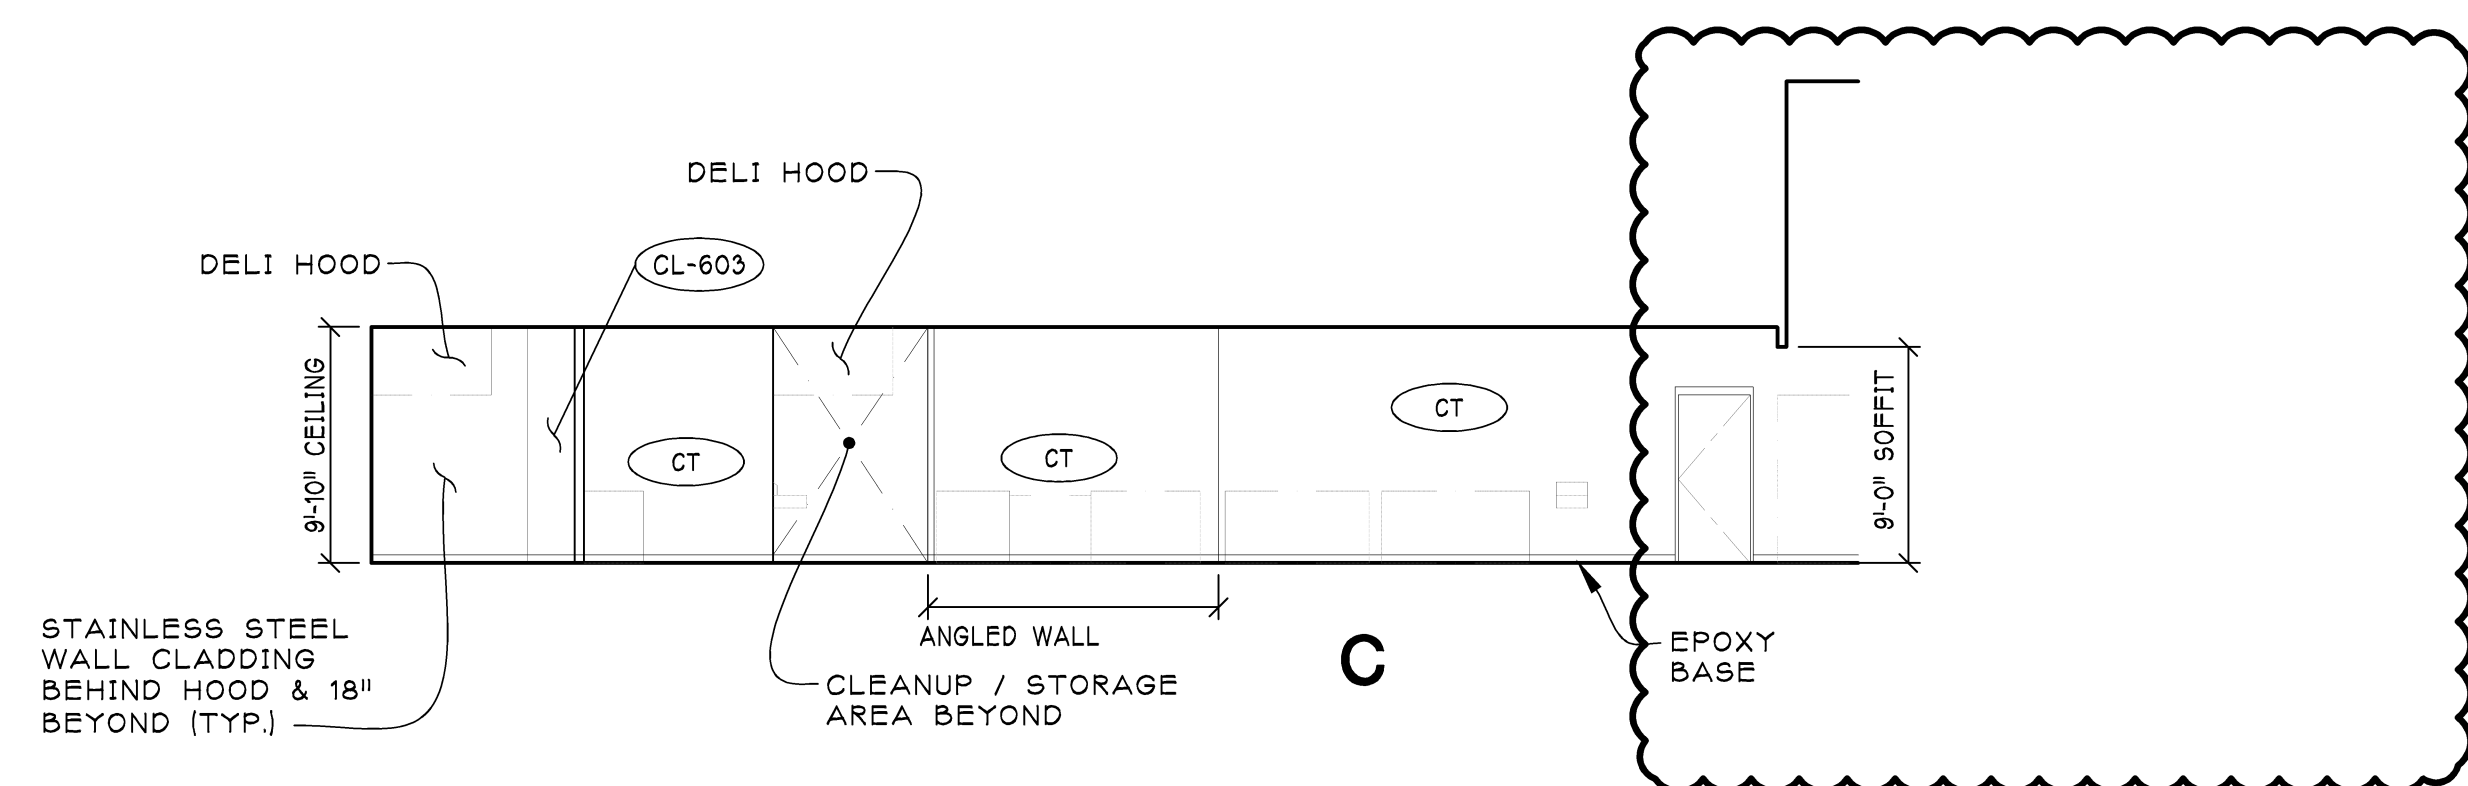 DELI HOOD
DELI HOOD
CL-603
9'-10" CEILING
CT
CT
CT
9'-0" SOFFIT
ANGLED WALL
C
STAINLESS STEEL
WALL CLADDING
BEHIND HOOD & 18"
BEYOND (TYP.)
CLEANUP / STORAGE
AREA BEYOND
EPOXY
BASE